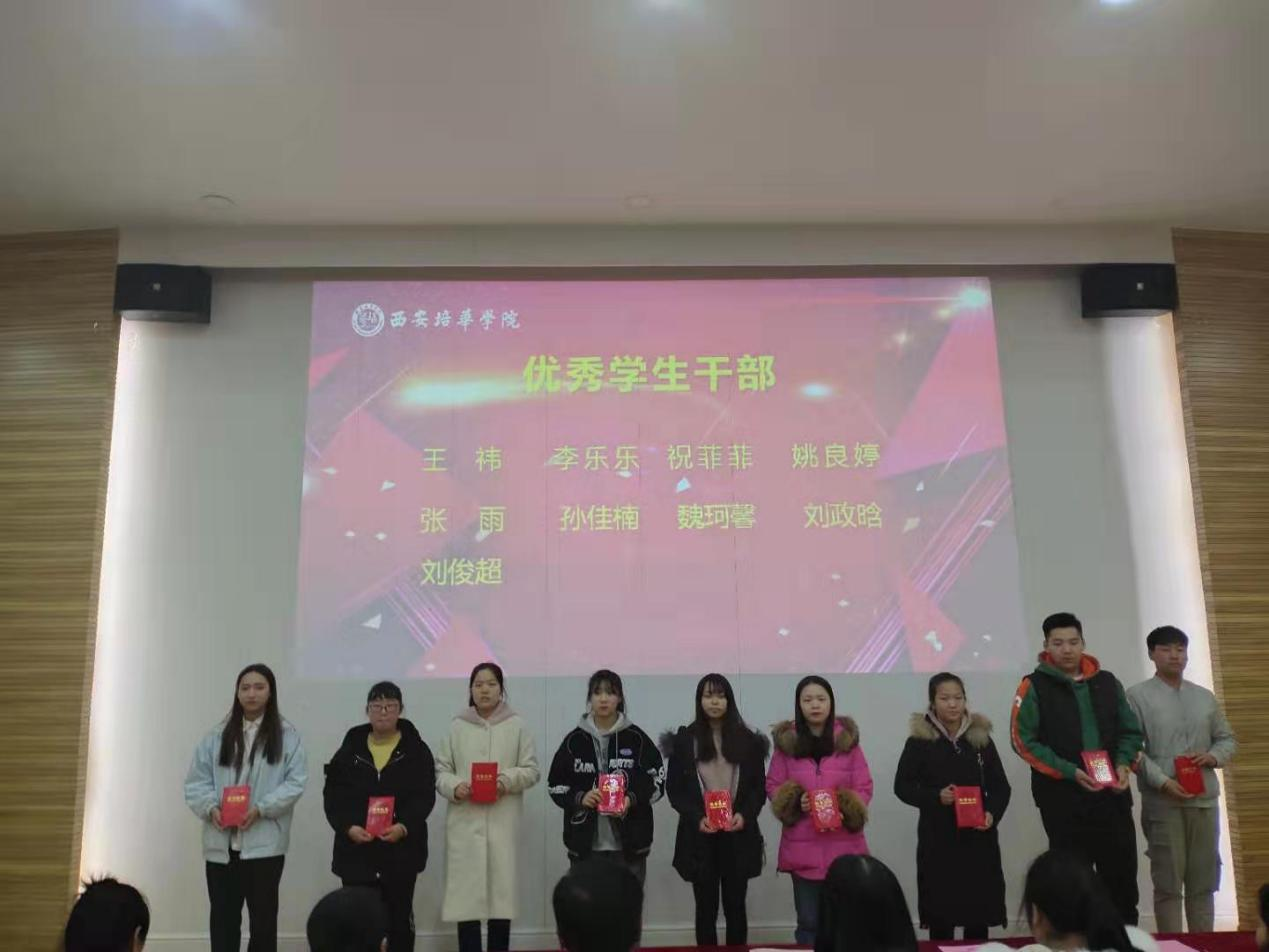 西安培华学院
优秀学生干部
王 祎 李乐乐 祝菲菲 姚良婷
张 雨 孙佳楠 魏珂馨 刘政晗
刘俊超